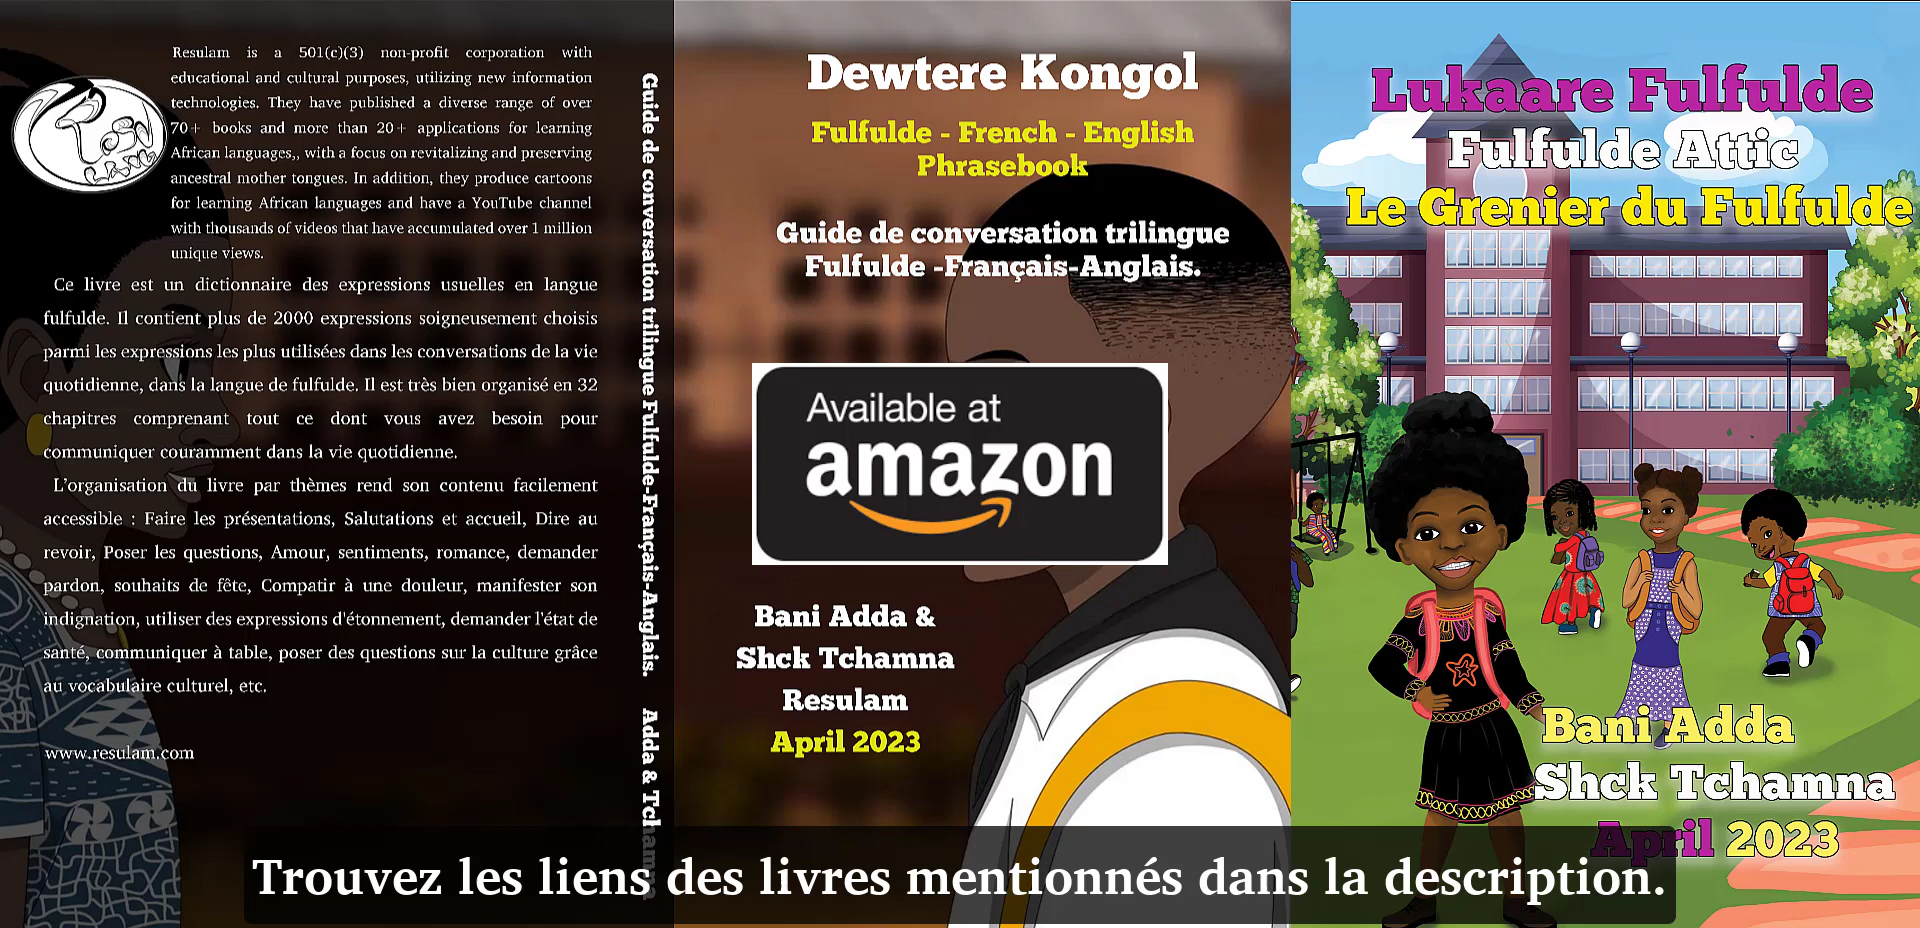 Resulam is a 501(c)(3) non-profit corporation with
educational and cultural purposes, utilizing new information
technologies. They have published a diverse range of over
70+ books and more than 20+ applications for learning
African languages,, with a focus on revitalizing and preserving
ancestral mother tongues. In addition, they produce cartoons
for learning African languages and have a YouTube channel
with thousands of videos that have accumulated over 1 million
unique views.
Ce livre est un dictionnaire des expressions usuelles en langue
fulfulde. Il contient plus de 2000 expressions soigneusement choisis
parmi les expressions les plus utilisées dans les conversations de la vie
quotidienne, dans la langue de fulfulde. Il est très bien organisé en 32
chapitres comprenant tout ce dont vous avez besoin pour
communiquer couramment dans la vie quotidienne.
L'organisation du livre par thèmes rend son contenu facilement
accessible : Faire les présentations, Salutations et accueil, Dire au
revoir, Poser les questions, Amour, sentiments, romance, demander
pardon, souhaits de fête, Compatir à une douleur, manifester son
indignation, utiliser des expressions d'étonnement, demander l'état de
santé, communiquer à table, poser des questions sur la culture grâce
au vocabulaire culturel, etc.
www.resulam.com
Guide de conversation trilingue Fulfulde-Français-Anglais. Adda & Tchamna
Dewtere Kongol
Fulfulde - French - English
Phrasebook
Guide de conversation trilingue
Fulfulde -Français-Anglais.
Available at
amazon
Bani Adda &
Shck Tchamna
Resulam
April 2023
Lukaare Fulfulde
Fulfulde Attic
Le Grenier du Fulfulde
Bani Adda
Shck Tchamna
April 2023
Trouvez les liens des livres mentionnés dans la description.